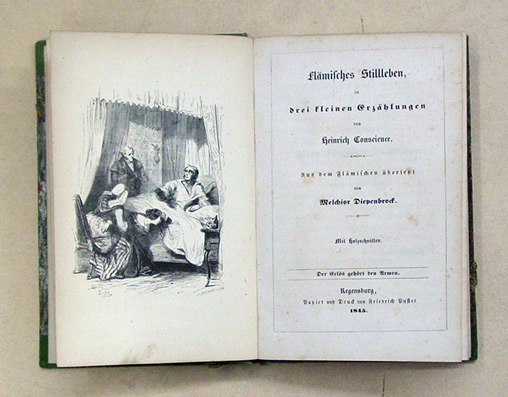 Flämisches Stillleben,
in
drei kleinen Erzählungen
von
Heinrich Conscience.
Aus dem Flämischen übersetzt
von
Melchior Diepenbrock.
Mit Holzschnitten
Der Erlös gehört den Armen.
Regensburg,
Papier und Druck von Friedrich Pustet
1845.